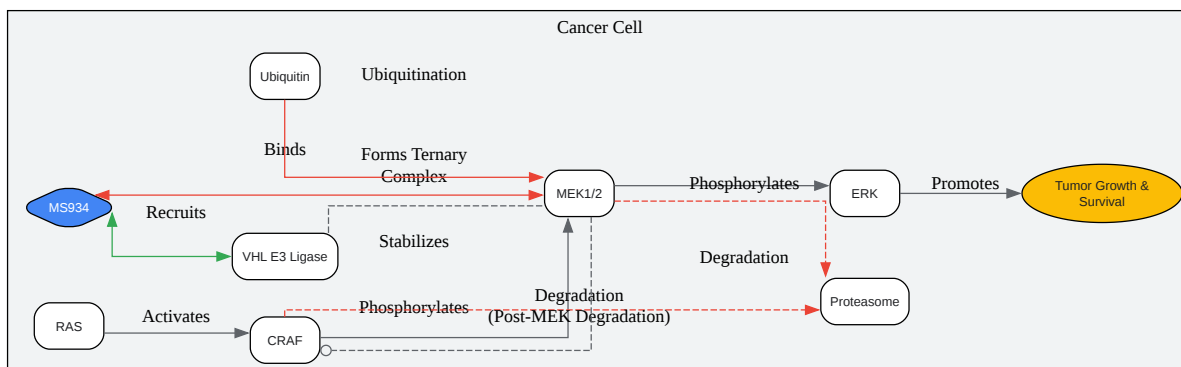 Cancer Cell
Ubiquitin
Ubiquitination
Binds
Forms Ternary
Complex
MS934
Recruits
MEK1/2
Phosphorylates
ERK
Promotes
Tumor Growth &
Survival
Stabilizes
VHL E3 Ligase
Degradation
RAS
Activates
CRAF
Phosphorylates
Degradation
(Post-MEK Degradation)
Proteasome